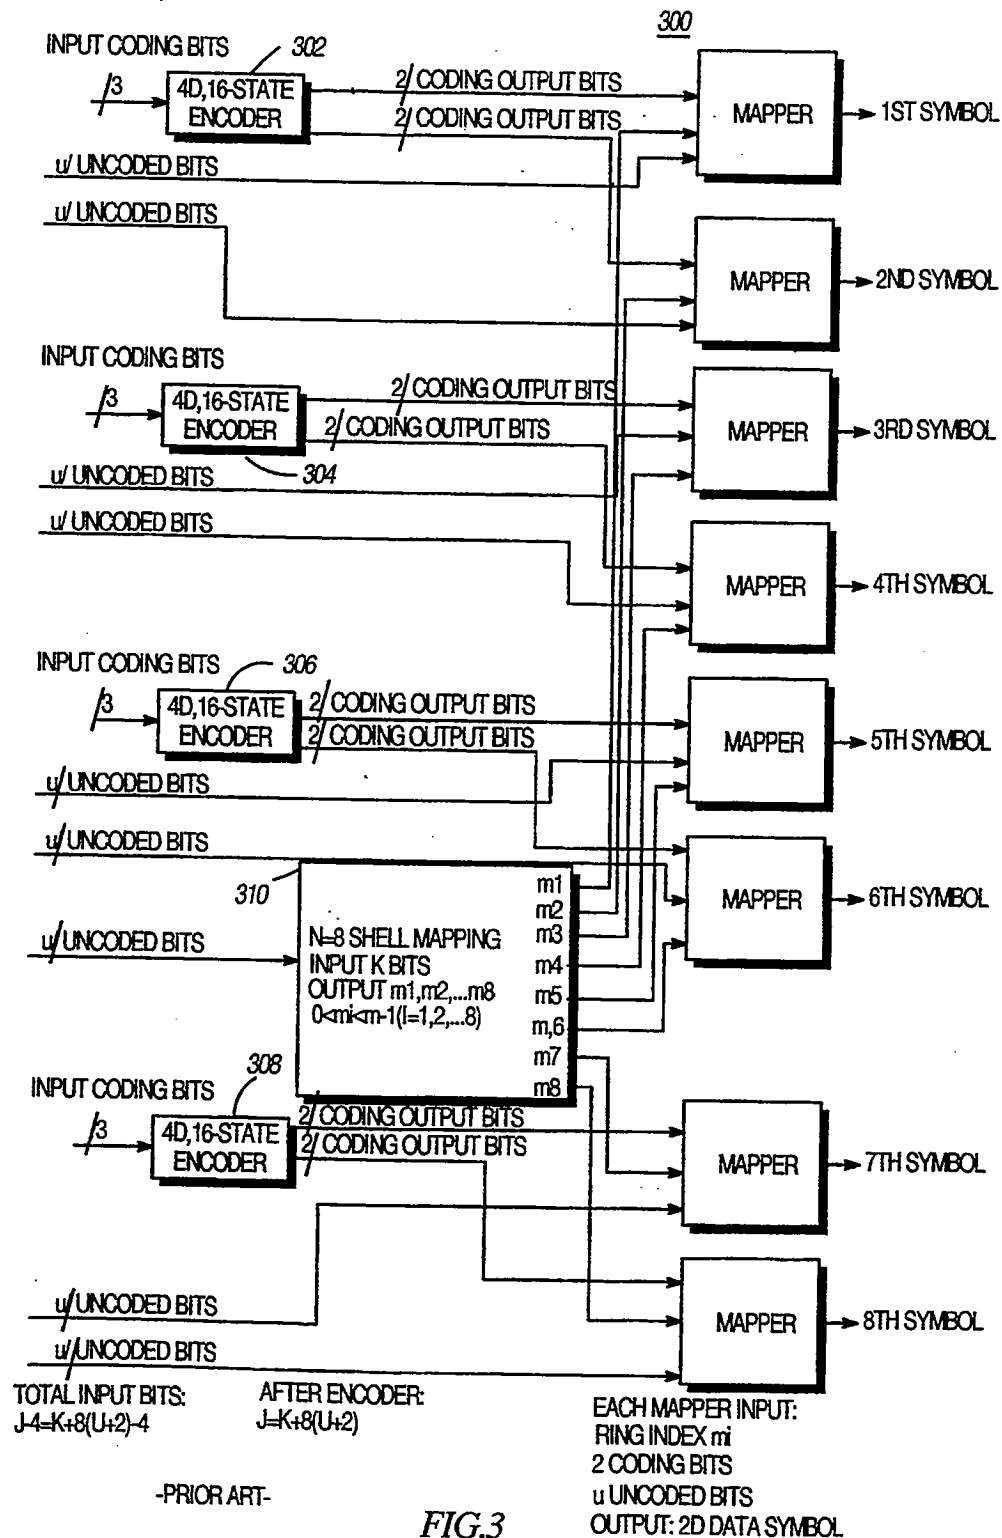 300
INPUT CODING BITS
302
3
4D,16-STATE
ENCODER
2/ CODING OUTPUT BITS
2/ CODING OUTPUT BITS
MAPPER
1ST SYMBOL
u/ UNCODED BITS
u/ UNCODED BITS
MAPPER
2ND SYMBOL
INPUT CODING BITS
3
4D,16-STATE
ENCODER
304
2/ CODING OUTPUT BITS
2/ CODING OUTPUT BITS
MAPPER
3RD SYMBOL
u/ UNCODED BITS
u/ UNCODED BITS
MAPPER
4TH SYMBOL
INPUT CODING BITS
306
3
4D,16-STATE
ENCODER
2/ CODING OUTPUT BITS
2/ CODING OUTPUT BITS
MAPPER
5TH SYMBOL
u/ UNCODED BITS
u/ UNCODED BITS
MAPPER
6TH SYMBOL
310
u/ UNCODED BITS
N=8 SHELL MAPPING
INPUT K BITS
OUTPUT m1,m2,...m8
0<mi<m-1(I=1,2,...8)
m1
m2
m3
m4
m5
m,6
m7
m8
INPUT CODING BITS
308
3
4D,16-STATE
ENCODER
2/ CODING OUTPUT BITS
2/ CODING OUTPUT BITS
MAPPER
7TH SYMBOL
u/ UNCODED BITS
u/ UNCODED BITS
MAPPER
8TH SYMBOL
TOTAL INPUT BITS:
J-4=K+8(U+2)-4
AFTER ENCODER:
J=K+8(U+2)
EACH MAPPER INPUT:
RING INDEX mi
2 CODING BITS
u UNCODED BITS
OUTPUT: 2D DATA SYMBOL
-PRIOR ART-
FIG.3